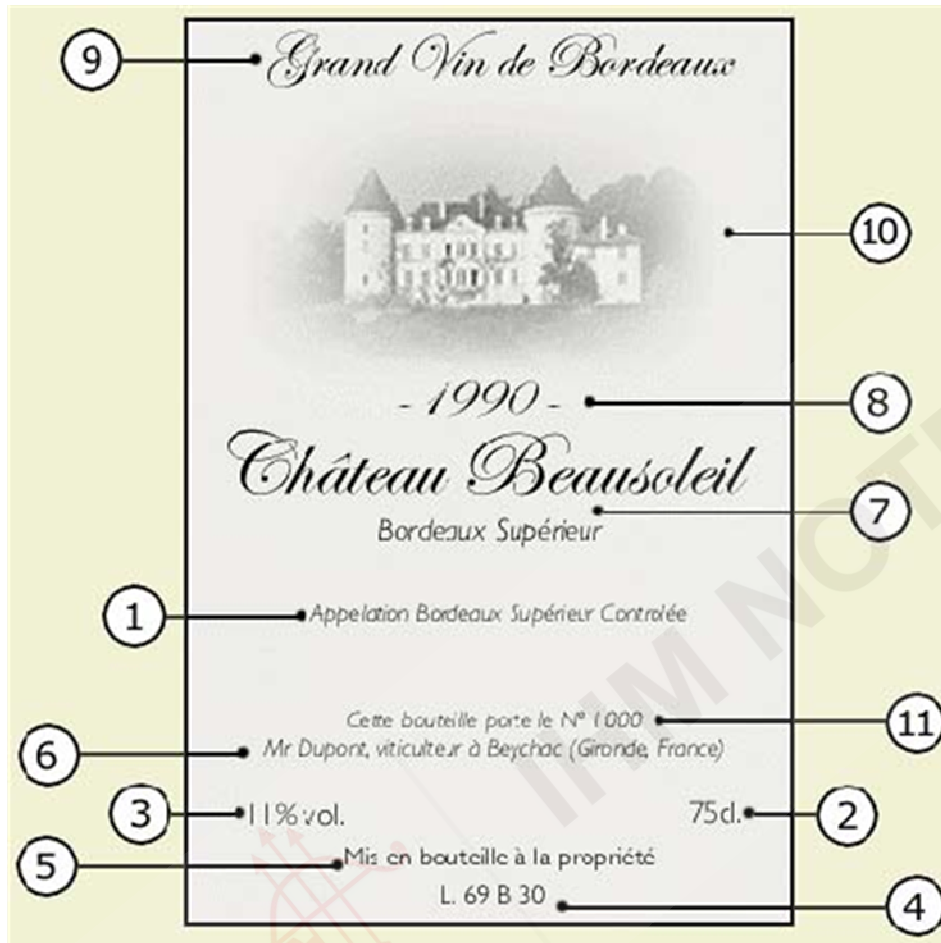 9
Grand Vin de Bordeaux
10
- 1990 -
8
Château Beausoleil
7
Bordeaux Supérieur
1
Appelation Bordeaux Supérieur Controlée
Cette bouteille porte le N° 1000
11
6
Mr Dupont, viticulteur à Beychac (Gironde, France)
3
11% vol.
75cl.
2
5
Mis en bouteille à la propriété
L. 69 B 30
4
IHM NOT